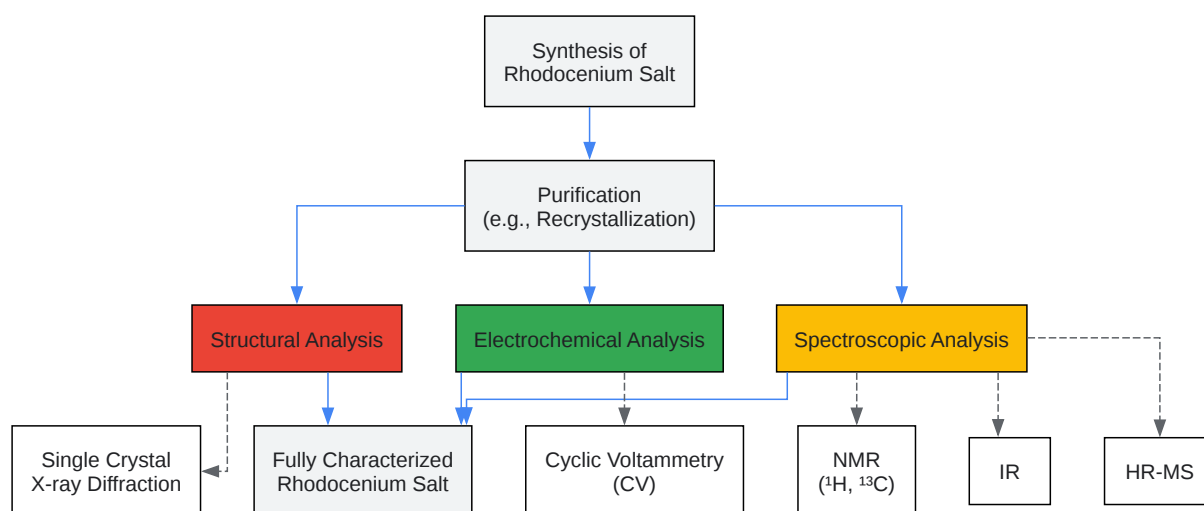 Synthesis of
Rhodocenium Salt
Purification
(e.g., Recrystallization)
Structural Analysis
Electrochemical Analysis
Spectroscopic Analysis
Single Crystal
X-ray Diffraction
Fully Characterized
Rhodocenium Salt
Cyclic Voltammetry
(CV)
NMR
(¹H, ¹³C)
IR
HR-MS